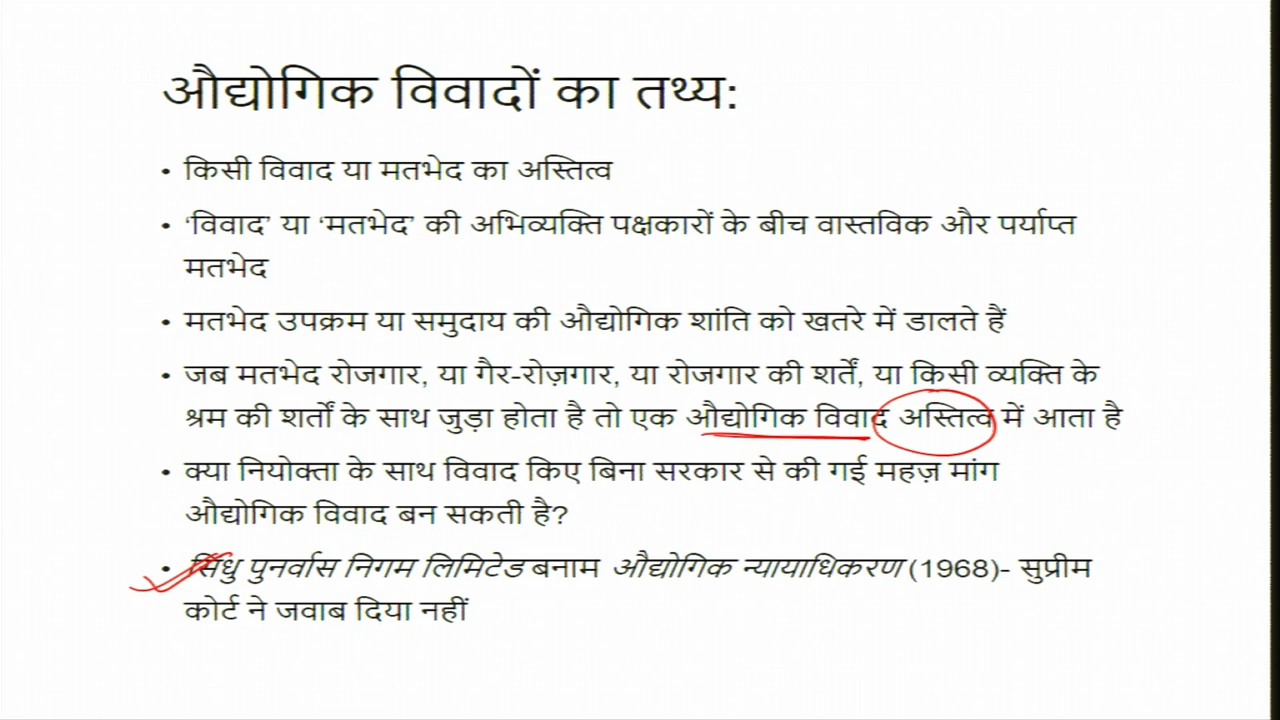 औद्योगिक विवादों का तथ्य:
• किसी विवाद या मतभेद का अस्तित्व
• ‘विवाद’ या ‘मतभेद’ की अभिव्यक्ति पक्षकारों के बीच वास्तविक और पर्याप्त
मतभेद
• मतभेद उपक्रम या समुदाय की औद्योगिक शांति को खतरे में डालते हैं
• जब मतभेद रोजगार, या गैर-रोज़गार, या रोजगार की शर्तें, या किसी व्यक्ति के
श्रम की शर्तों के साथ जुड़ा होता है तो एक औद्योगिक विवाद अस्तित्व में आता है
• क्या नियोक्ता के साथ विवाद किए बिना सरकार से की गई महज़ मांग
औद्योगिक विवाद बन सकती है?
• सिंधु पुनर्वास निगम लिमिटेड बनाम औद्योगिक न्यायाधिकरण (1968)- सुप्रीम
कोर्ट ने जवाब दिया नहीं